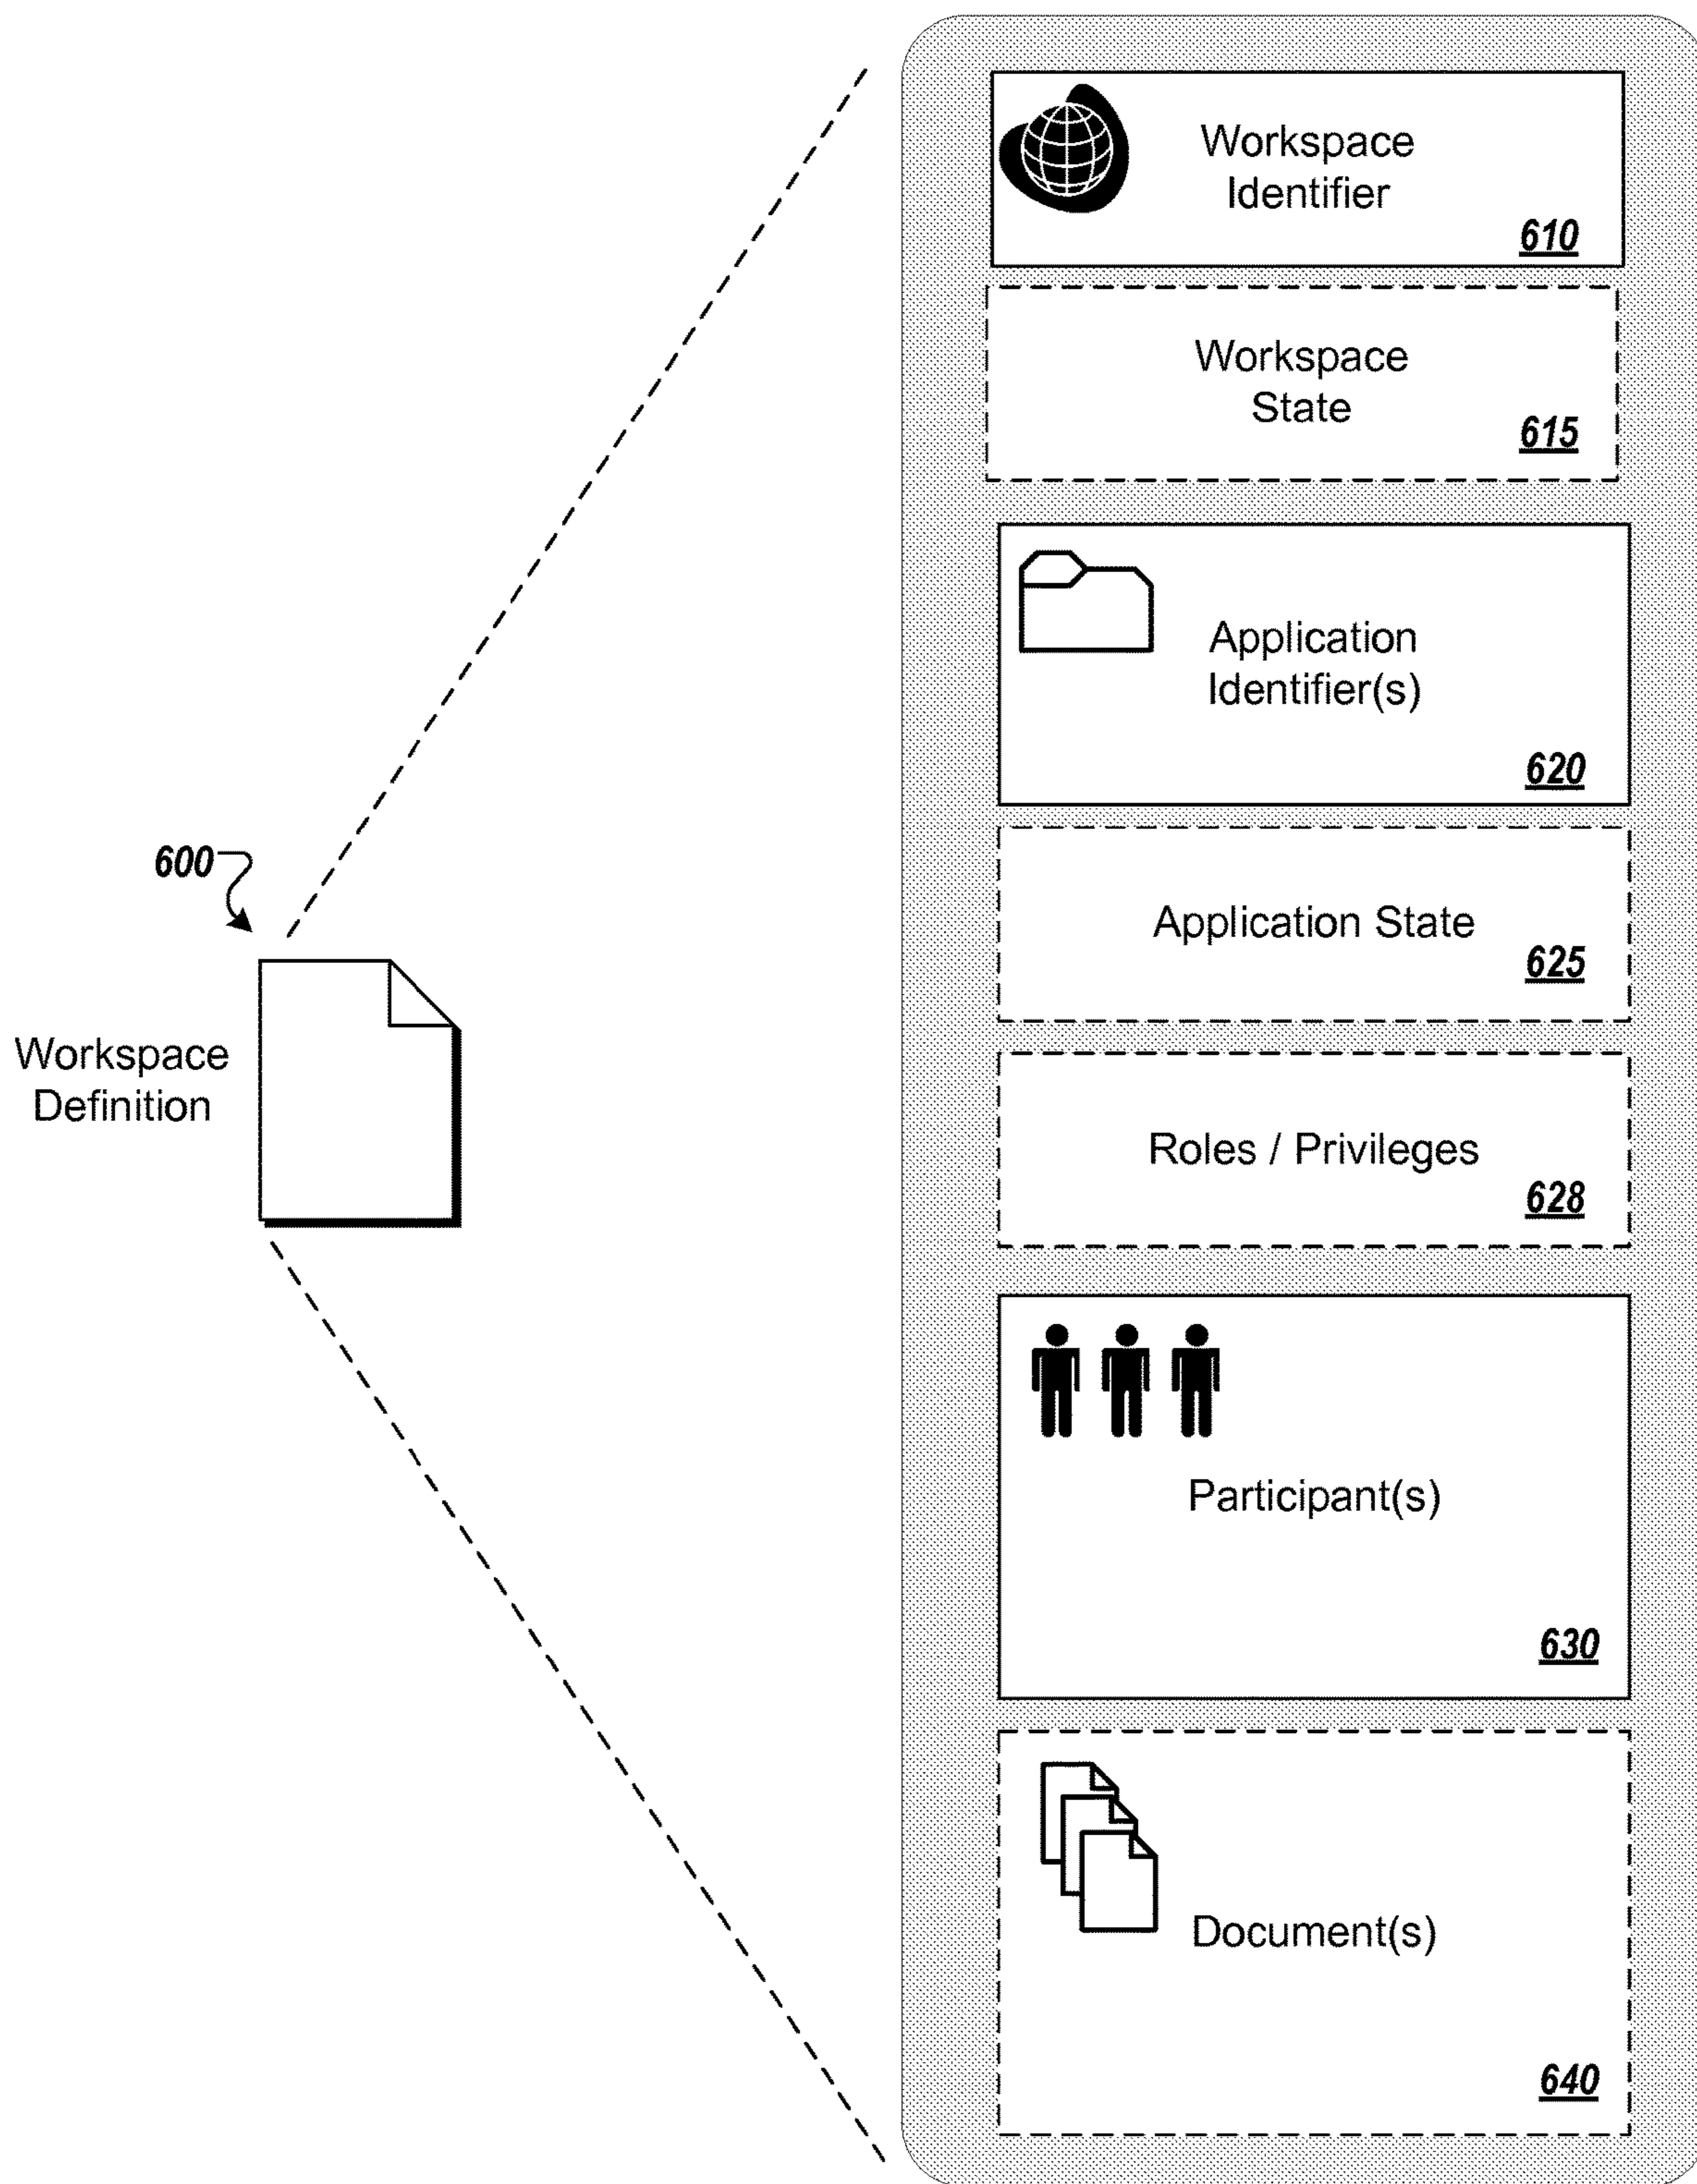 Workspace
Identifier
610
Workspace
State
615
Application
Identifier(s)
620
600
Application State
625
Workspace
Definition
Roles / Privileges
628
Participant(s)
630
Document(s)
640